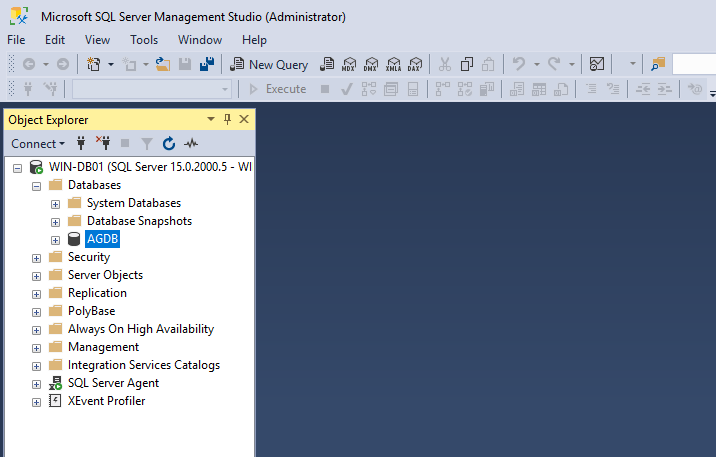 Microsoft SQL Server Management Studio (Administrator)
File Edit View Tools Window Help
New Query MDX DMX XMLA DAX
Execute
Object Explorer
Connect
WIN-DB01 (SQL Server 15.0.2000.5 - WI
Databases
System Databases
Database Snapshots
AGDB
Security
Server Objects
Replication
PolyBase
Always On High Availability
Management
Integration Services Catalogs
SQL Server Agent
XEvent Profiler